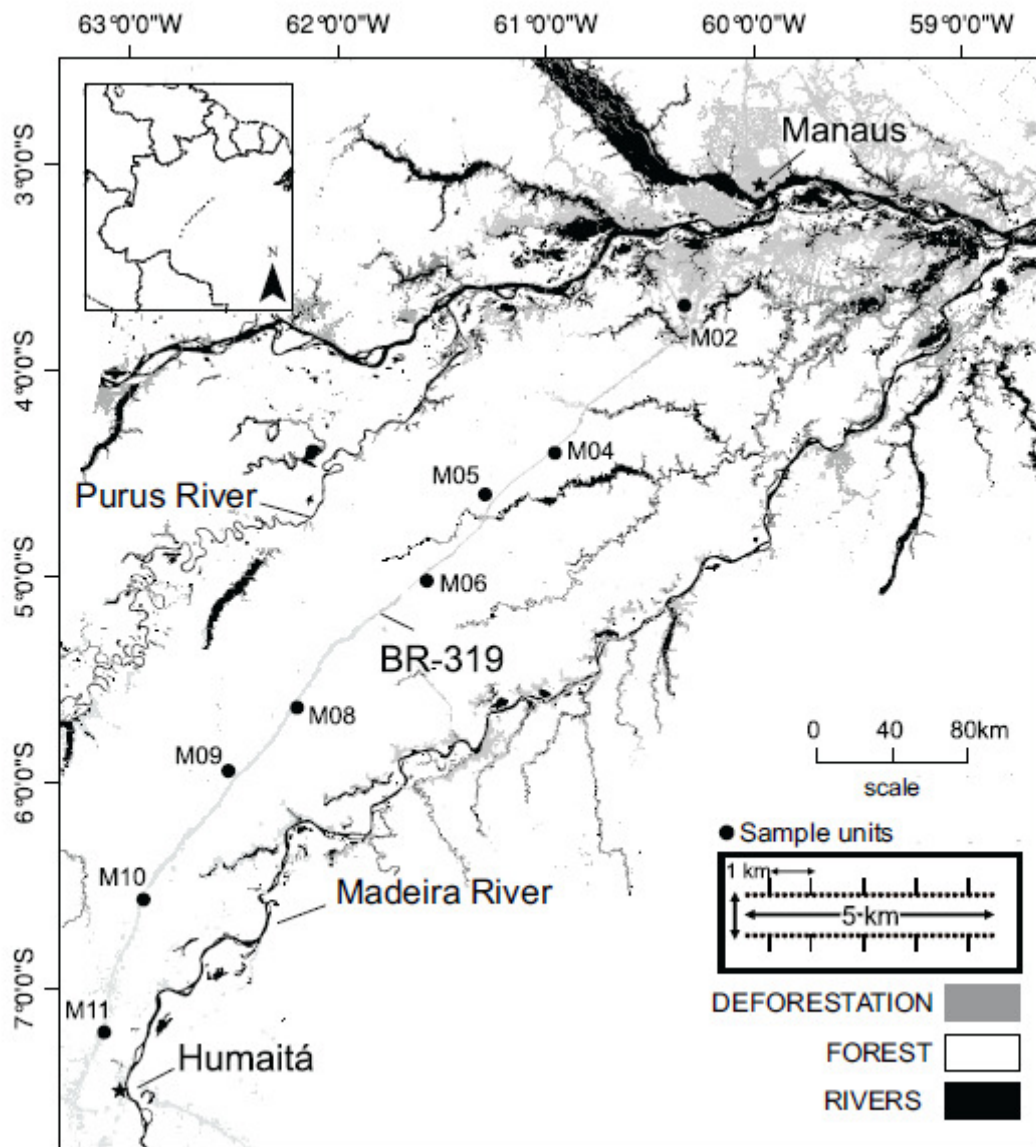 63°0'0"W 62°0'0"W 61°0'0"W 60°0'0"W 59°0'0"W
3°0'0"S
4°0'0"S
5°0'0"S
6°0'0"S
7°0'0"S
N
Manaus
M02
M04
M05
Purus River
M06
BR-319
M08
M09
M10
Madeira River
M11
Humaitá
0 40 80km
scale
Sample units
1 km
5 km
DEFORESTATION
FOREST
RIVERS